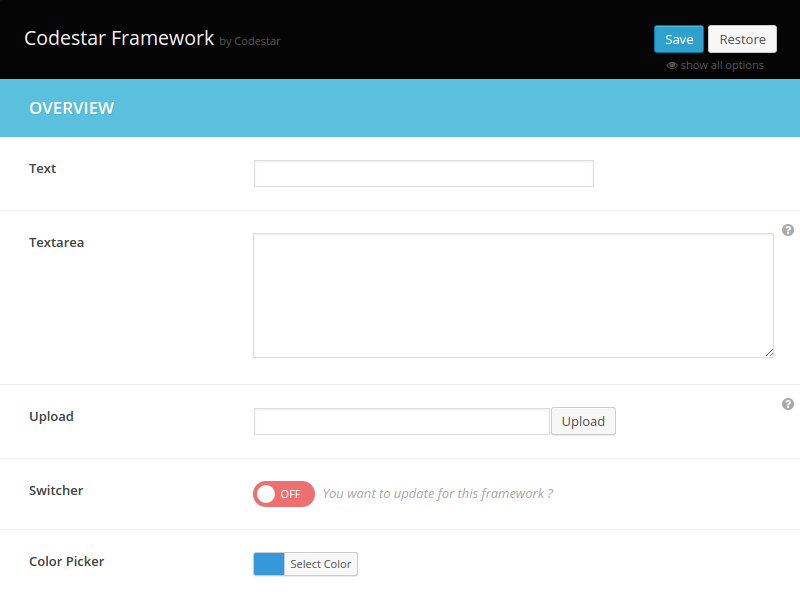 Codestar Framework by Codestar
Save Restore
show all options
OVERVIEW
Text
Textarea
?
Upload Upload
?
Switcher OFF You want to update for this framework ?
Color Picker Select Color